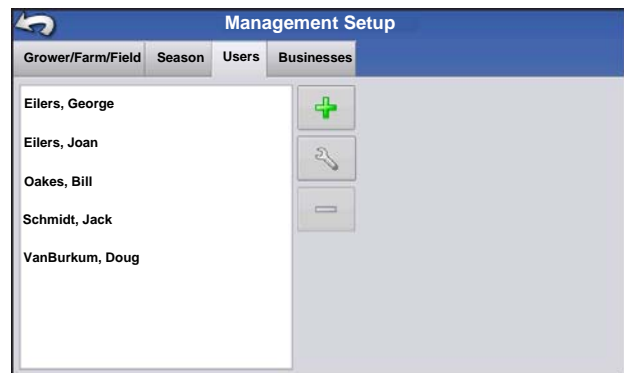 Management Setup
Grower/Farm/Field Season Users Businesses
Eilers, George
Eilers, Joan
Oakes, Bill
Schmidt, Jack
VanBurkum, Doug